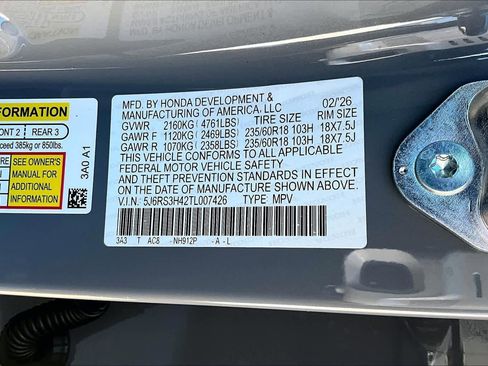 FORMATION
ONT 2 REAR 3
ceed 385kg or 850lbs.
SEE OWNER'S
MANUAL FOR
ADDITIONAL
INFORMATION
3A0 A1
MFD. BY HONDA DEVELOPMENT &
MANUFACTURING OF AMERICA, LLC 02/26
GVWR 2160KG (4761LBS) TIRE SIZE RIM SIZE
GAWR F 1120KG (2469LBS) 235/60R18 103H 18X7.5J
GAWR R 1070KG (2358LBS) 235/60R18 103H 18X7.5J
THIS VEHICLE CONFORMS TO ALL APPLICABLE
FEDERAL MOTOR VEHICLE SAFETY
AND THEFT PREVENTION STANDARDS IN EFFECT
ON THE DATE OF MANUFACTURE SHOWN ABOVE.
V.I.N. 5J6RS3H42TL007426 TYPE: MPV
3A3 T AC8 -NH912P -A -L